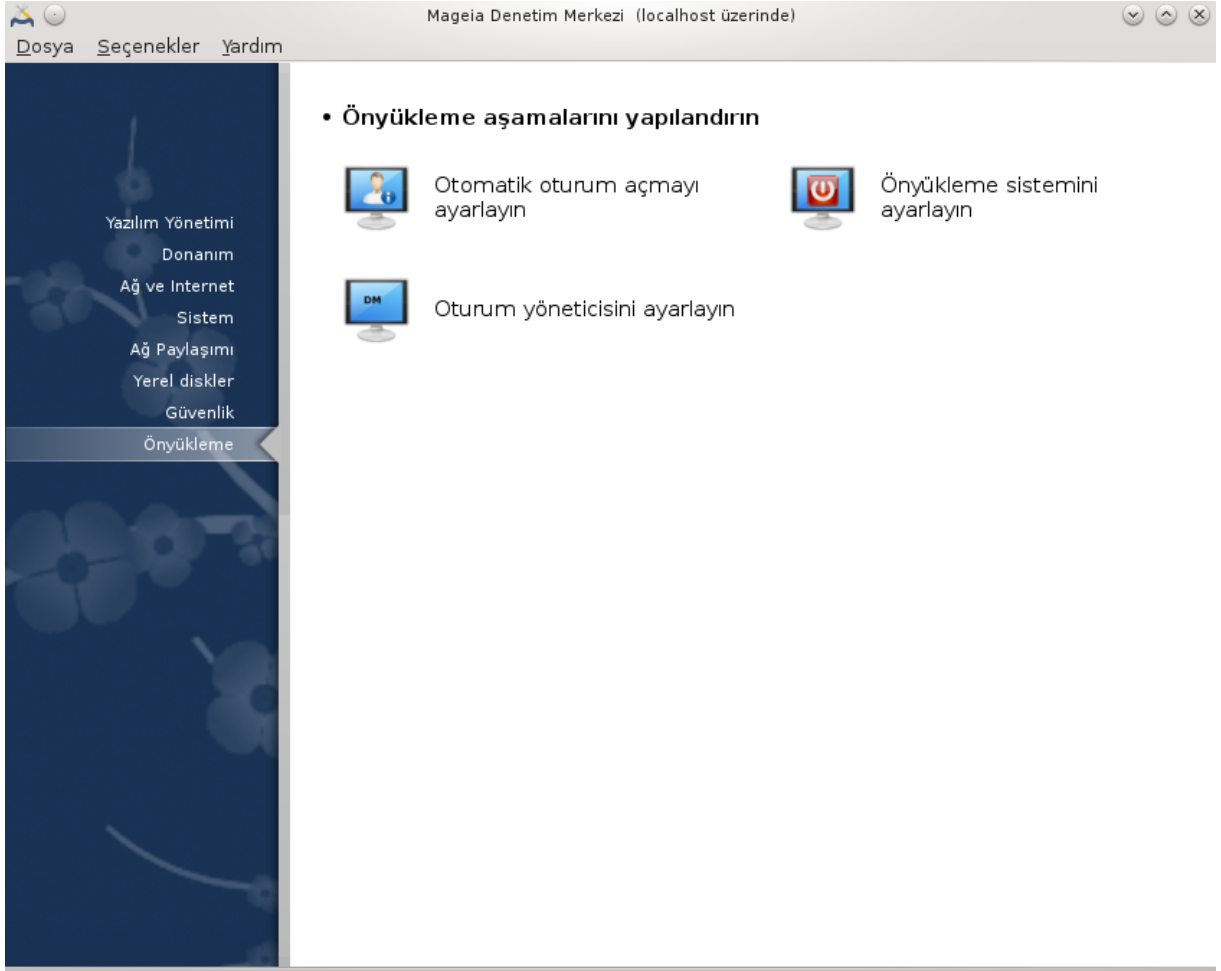 Mageia Denetim Merkezi (localhost üzerinde)
Dosya Seçenekler Yardım
Yazılım Yönetimi
Donanım
Ağ ve Internet
Sistem
Ağ Paylaşımı
Yerel diskler
Güvenlik
Önyükleme
• Önyükleme aşamalarını yapılandırın
Otomatik oturum açmayı
ayarlayın
Önyükleme sistemini
ayarlayın
DM
Oturum yöneticisini ayarlayın